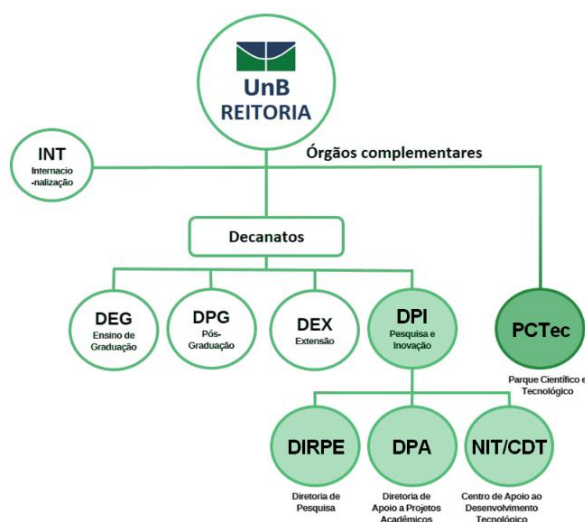 UnB
REITORIA
INT
Internacio
-nalização
Órgãos complementares
Decanatos
DEG
Ensino de
Graduação
DPG
Pós-
Graduação
DEX
Extensão
DPI
Pesquisa e
Inovação
PCTec
Parque Científico e
Tecnológico
DIRPE
Diretoria de
Pesquisa
DPA
Diretoria de
Apoio a Projetos
Acadêmicos
NIT/CDT
Centro de Apoio ao
Desenvolvimento
Tecnológico